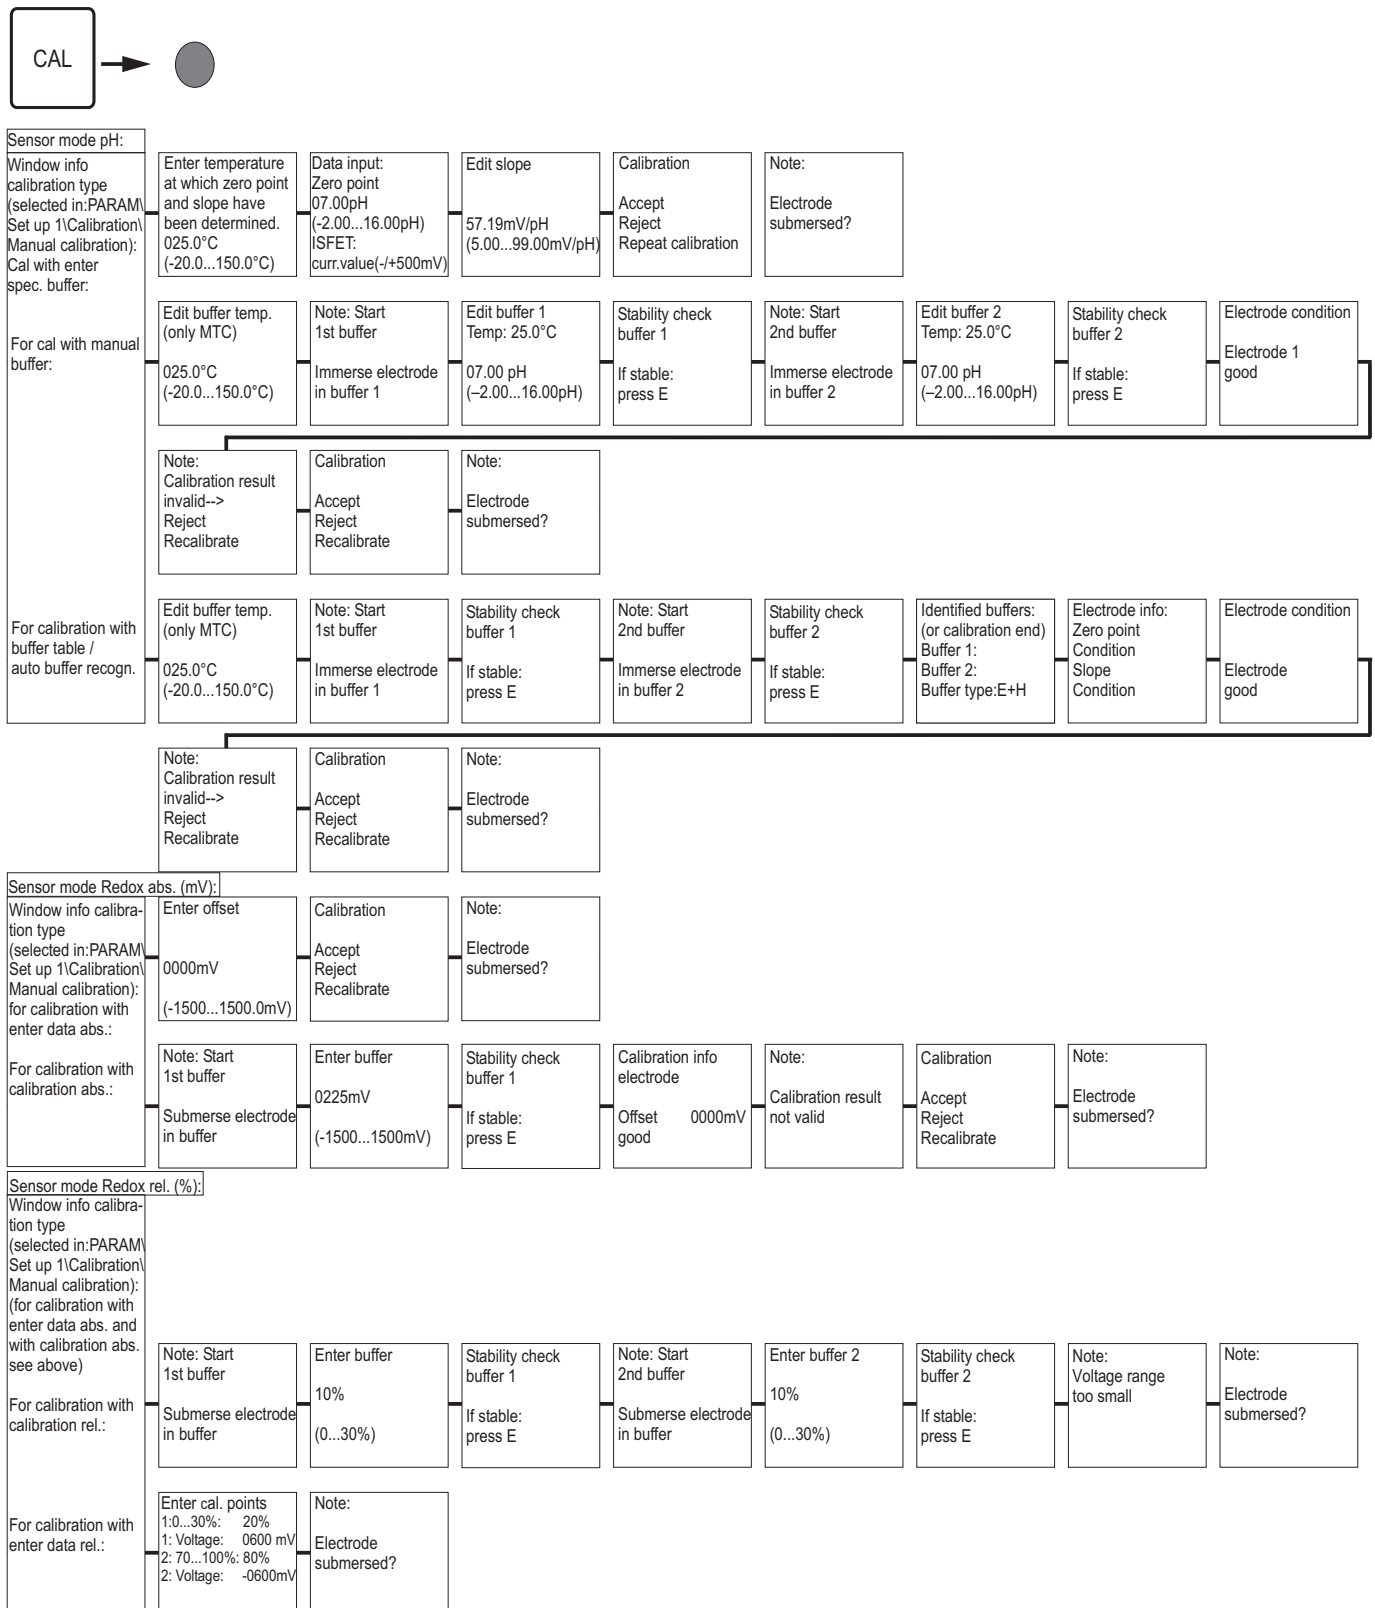 CAL
Sensor mode pH:
Window info
calibration type
(selected in:PARAM\
Set up 1\Calibration\
Manual calibration):
Cal with enter
spec. buffer:
Enter temperature
at which zero point
and slope have
been determined.
025.0°C
(-20.0...150.0°C)
Data input:
Zero point
07.00pH
(-2.00...16.00pH)
ISFET:
curr.value(-/+500mV)
Edit slope
57.19mV/pH
(5.00...99.00mV/pH)
Calibration
Accept
Reject
Repeat calibration
Note:
Electrode
submersed?
For cal with manual
buffer:
Edit buffer temp.
(only MTC)
025.0°C
(-20.0...150.0°C)
Note: Start
1st buffer
Immerse electrode
in buffer 1
Edit buffer 1
Temp: 25.0°C
07.00 pH
(–2.00...16.00pH)
Stability check
buffer 1
If stable:
press E
Note: Start
2nd buffer
Immerse electrode
in buffer 2
Edit buffer 2
Temp: 25.0°C
07.00 pH
(–2.00...16.00pH)
Stability check
buffer 2
If stable:
press E
Electrode condition
Electrode 1
good
Note:
Calibration result
invalid-->
Reject
Recalibrate
Calibration
Accept
Reject
Recalibrate
Note:
Electrode
submersed?
For calibration with
buffer table /
auto buffer recogn.
Edit buffer temp.
(only MTC)
025.0°C
(-20.0...150.0°C)
Note: Start
1st buffer
Immerse electrode
in buffer 1
Stability check
buffer 1
If stable:
press E
Note: Start
2nd buffer
Immerse electrode
in buffer 2
Stability check
buffer 2
If stable:
press E
Identified buffers:
(or calibration end)
Buffer 1:
Buffer 2:
Buffer type:E+H
Electrode info:
Zero point
Condition
Slope
Condition
Electrode condition
Electrode
good
Note:
Calibration result
invalid-->
Reject
Recalibrate
Calibration
Accept
Reject
Recalibrate
Note:
Electrode
submersed?
Sensor mode Redox abs. (mV):
Window info calibra-
tion type
(selected in:PARAM\
Set up 1\Calibration\
Manual calibration):
for calibration with
enter data abs.:
Enter offset
0000mV
(-1500...1500.0mV)
Calibration
Accept
Reject
Recalibrate
Note:
Electrode
submersed?
For calibration with
calibration abs.:
Note: Start
1st buffer
Submerse electrode
in buffer
Enter buffer
0225mV
(-1500...1500mV)
Stability check
buffer 1
If stable:
press E
Calibration info
electrode
Offset 0000mV
good
Note:
Calibration result
not valid
Calibration
Accept
Reject
Recalibrate
Note:
Electrode
submersed?
Sensor mode Redox rel. (%):
Window info calibra-
tion type
(selected in:PARAM\
Set up 1\Calibration\
Manual calibration):
(for calibration with
enter data abs. and
with calibration abs.
see above)
For calibration with
calibration rel.:
Note: Start
1st buffer
Submerse electrode
in buffer
Enter buffer
10%
(0...30%)
Stability check
buffer 1
If stable:
press E
Note: Start
2nd buffer
Submerse electrode
in buffer
Enter buffer 2
10%
(0...30%)
Stability check
buffer 2
If stable:
press E
Note:
Voltage range
too small
Note:
Electrode
submersed?
For calibration with
enter data rel.:
Enter cal. points
1:0...30%: 20%
1: Voltage: 0600 mV
2: 70...100%: 80%
2: Voltage: -0600mV
Note:
Electrode
submersed?